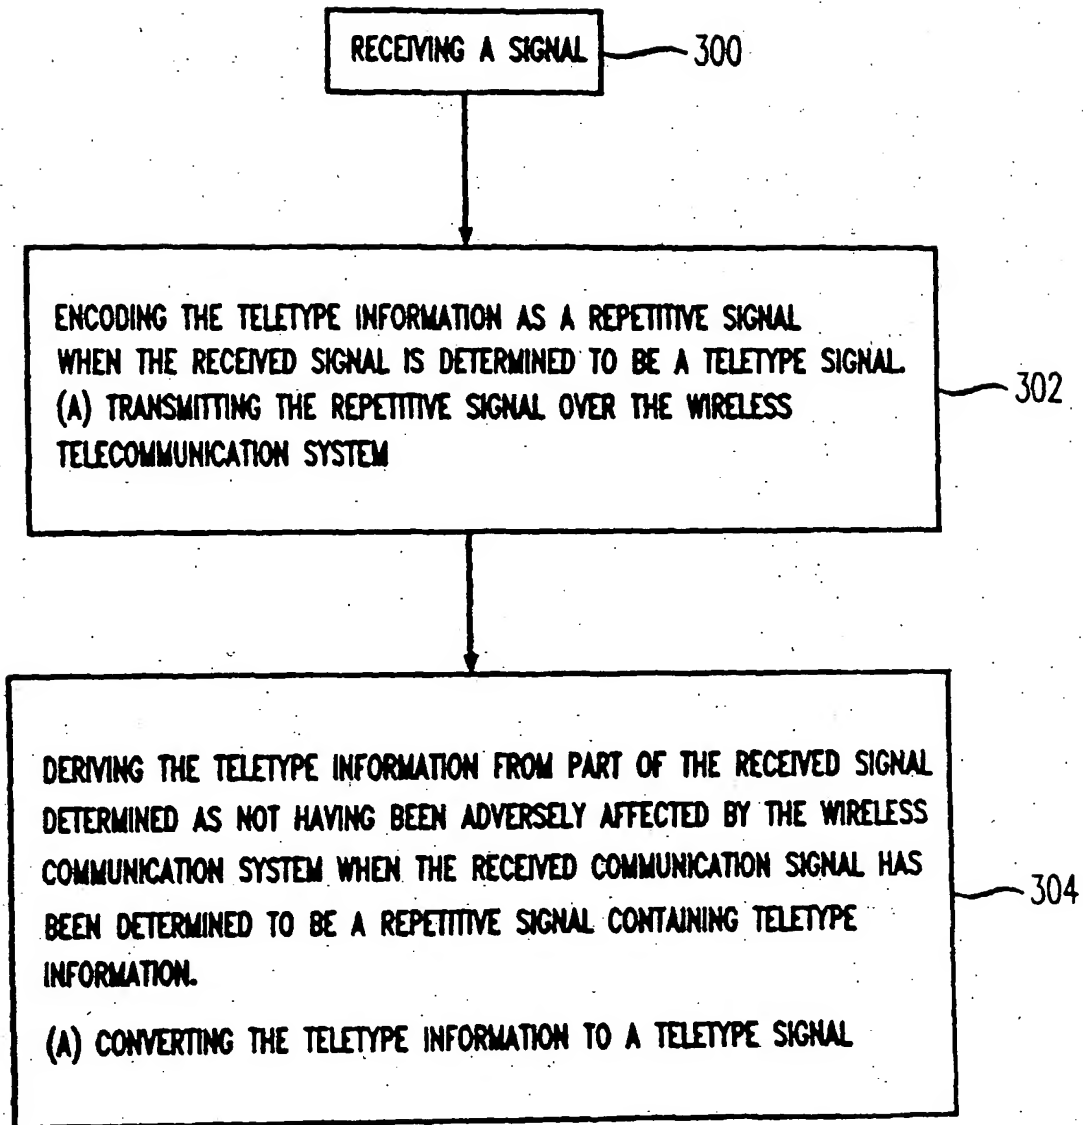 RECEIVING A SIGNAL 300
ENCODING THE TELETYPE INFORMATION AS A REPETITIVE SIGNAL
WHEN THE RECEIVED SIGNAL IS DETERMINED TO BE A TELETYPE SIGNAL.
(A) TRANSMITTING THE REPETITIVE SIGNAL OVER THE WIRELESS
TELECOMMUNICATION SYSTEM
302
DERIVING THE TELETYPE INFORMATION FROM PART OF THE RECEIVED SIGNAL
DETERMINED AS NOT HAVING BEEN ADVERSELY AFFECTED BY THE WIRELESS
COMMUNICATION SYSTEM WHEN THE RECEIVED COMMUNICATION SIGNAL HAS
BEEN DETERMINED TO BE A REPETITIVE SIGNAL CONTAINING TELETYPE
INFORMATION.
(A) CONVERTING THE TELETYPE INFORMATION TO A TELETYPE SIGNAL
304